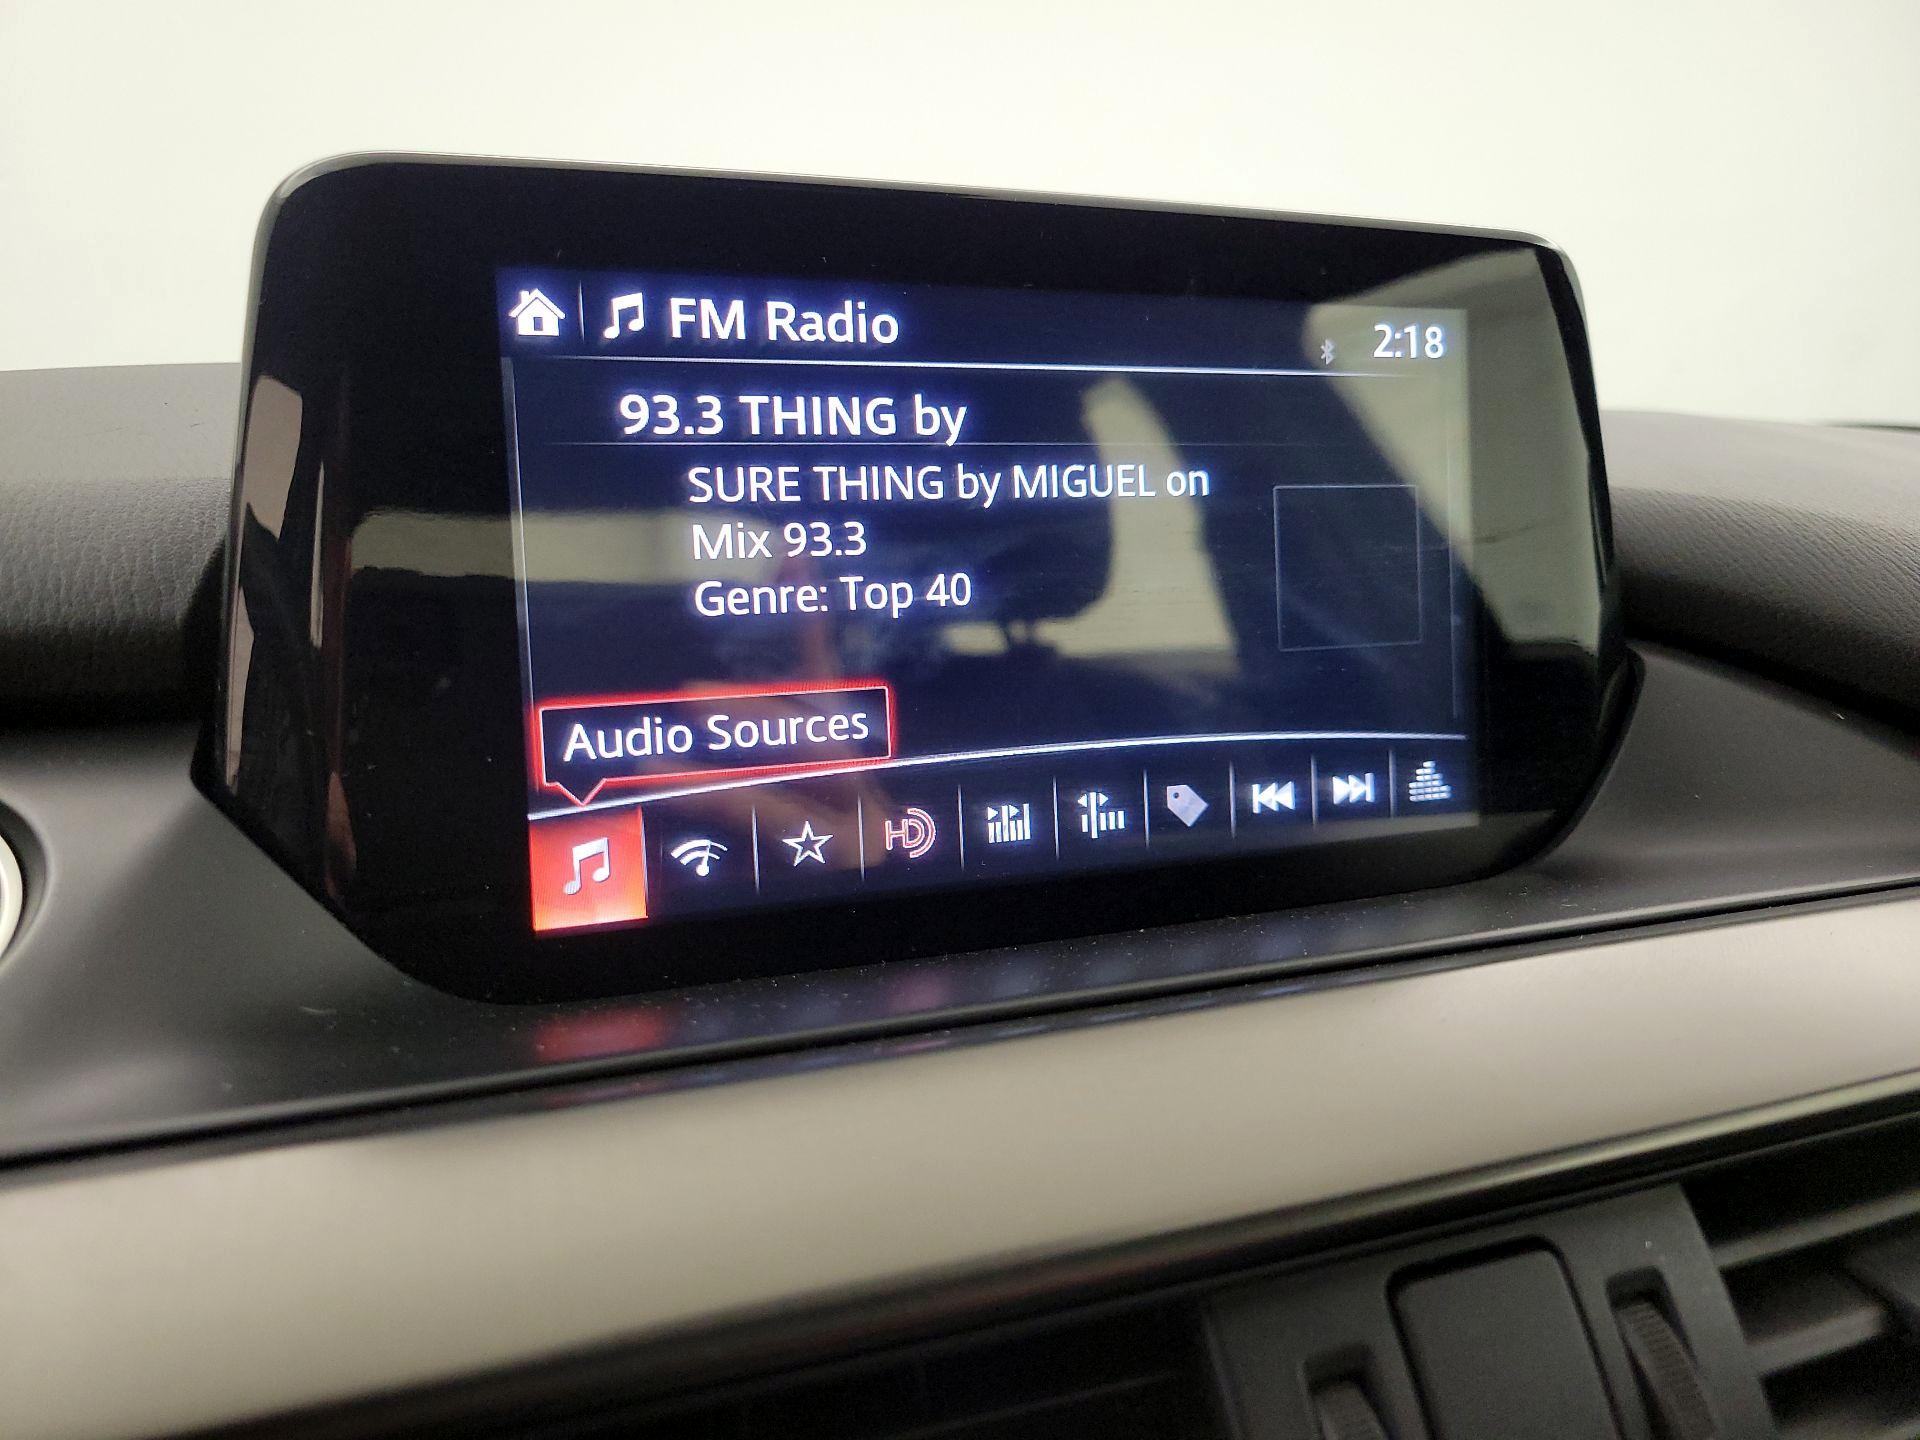 FM Radio
2:18
93.3 THING by
SURE THING by MIGUEL on
Mix 93.3
Genre: Top 40
Audio Sources
HD